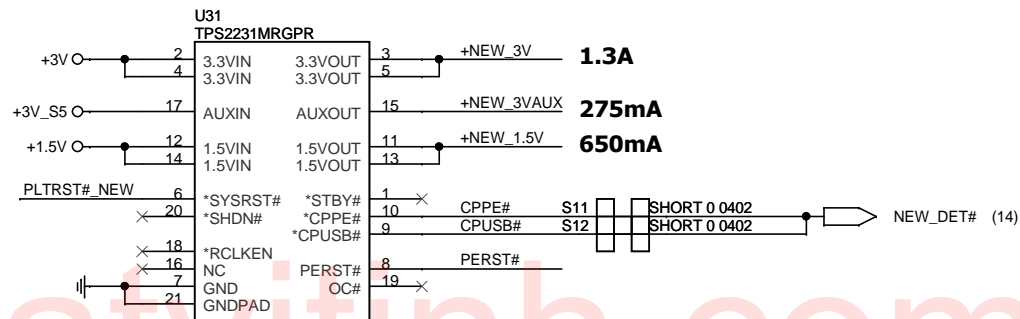 U31
TPS2231MRGPR
+3V 2 3.3VIN 3.3VOUT 3 +NEW_3V 1.3A
4 3.3VIN 3.3VOUT 5
+3V_S5 17 AUXIN AUXOUT 15 +NEW_3VAUX 275mA
+1.5V 12 1.5VIN 1.5VOUT 11 +NEW_1.5V 650mA
14 1.5VIN 1.5VOUT 13
PLTRST#_NEW 6 *SYSRST# *STBY# 1
20 *SHDN# *CPPE# 10 CPPE# S11 SHORT 0 0402 NEW_DET# (14)
*CPUSB# 9 CPUSB# S12 SHORT 0 0402
18 *RCLKEN
16 NC PERST# 8 PERST#
7 GND OC# 19
21 GNDPAD